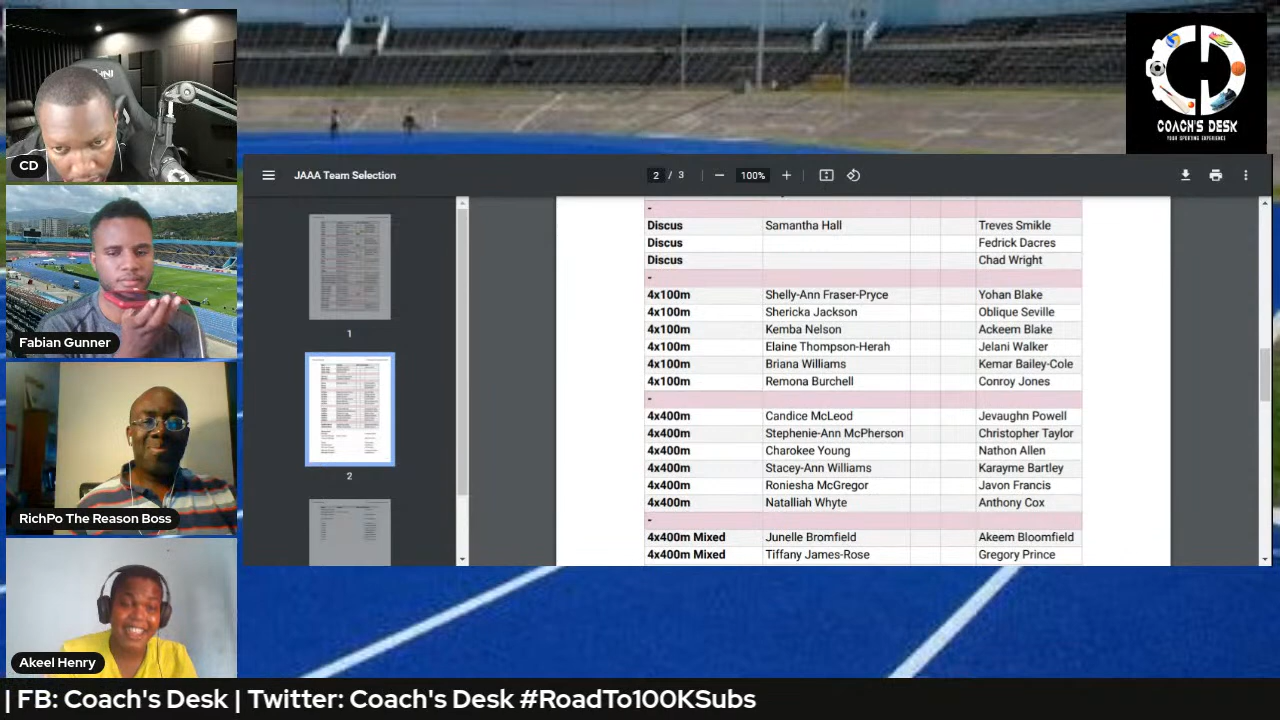 CD
Fabian Gunner
RichPo The Reason Boss
Akeel Henry
COACH'S DESK
YOUR SPORTING EXPERIENCE
JAAA Team Selection
2 / 3
100%
1
2
-
Discus Samantha Hall Treves Smikle
Discus Fedrick Dacres
Discus Chad Wright
-
4x100m Shelly-Ann Fraser-Pryce Yohan Blake
4x100m Shericka Jackson Oblique Seville
4x100m Kemba Nelson Ackeem Blake
4x100m Elaine Thompson-Herah Jelani Walker
4x100m Briana Williams Kemar Bailey-Cole
4x100m Remona Burchell Conroy Jones
-
4x400m Candice McLeod Jevaughn Powell
4x400m Stephenie-Ann McPherson Christopher Taylor
4x400m Charokee Young Nathon Allen
4x400m Stacey-Ann Williams Karayme Bartley
4x400m Roniesha McGregor Javon Francis
4x400m Natalliah Whyte Anthony Cox
-
4x400m Mixed Junelle Bromfield Akeem Bloomfield
4x400m Mixed Tiffany James-Rose Gregory Prince
| FB: Coach's Desk | Twitter: Coach's Desk #RoadTo100KSubs